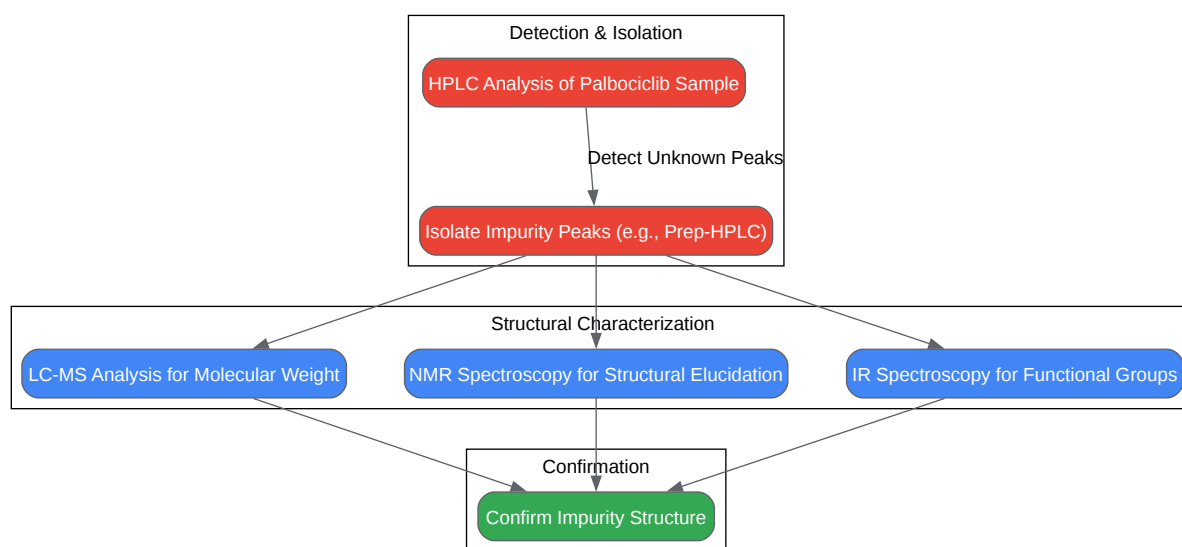 Detection & Isolation
HPLC Analysis of Palbociclib Sample
Detect Unknown Peaks
Isolate Impurity Peaks (e.g., Prep-HPLC)
Structural Characterization
LC-MS Analysis for Molecular Weight
NMR Spectroscopy for Structural Elucidation
IR Spectroscopy for Functional Groups
Confirmation
Confirm Impurity Structure